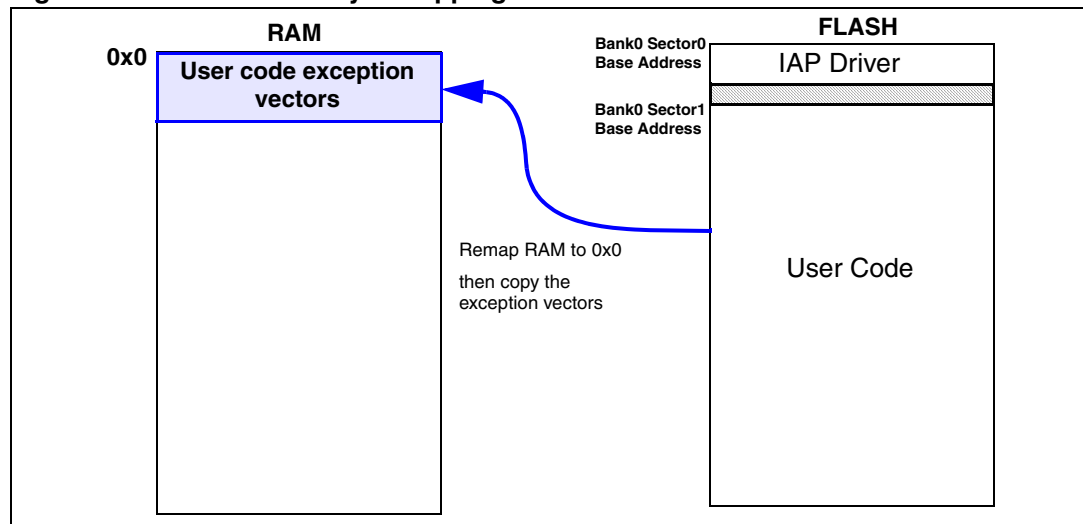 RAM
0x0
User code exception
vectors
FLASH
Bank0 Sector0
Base Address
IAP Driver
Bank0 Sector1
Base Address
Remap RAM to 0x0
then copy the
exception vectors
User Code